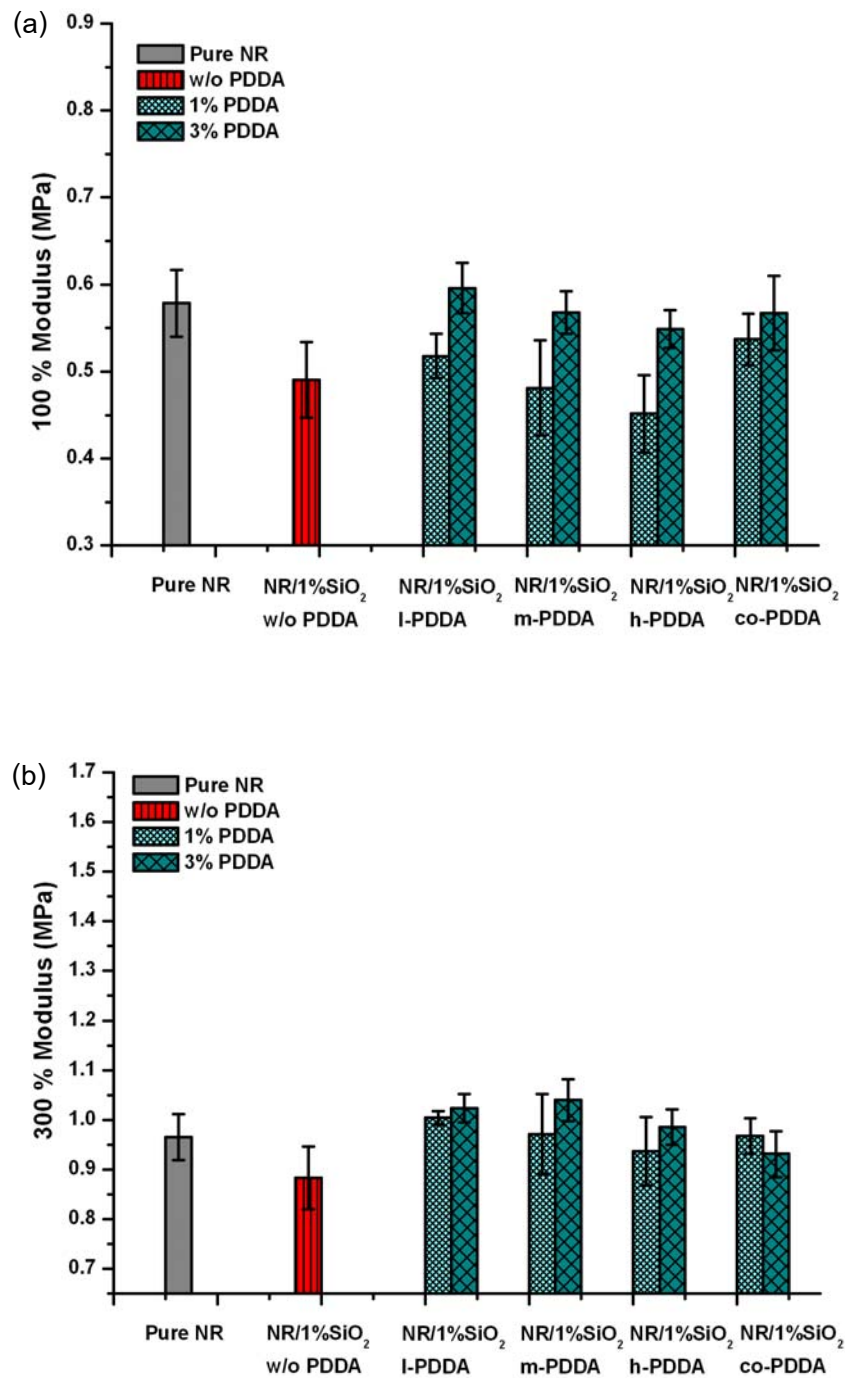 (a)
0.9
0.8
0.7
0.6
0.5
0.4
0.3
100 % Modulus (MPa)
Pure NR
w/o PDDA
1% PDDA
3% PDDA
Pure NR
NR/1%SiO₂
w/o PDDA
NR/1%SiO₂
l-PDDA
NR/1%SiO₂
m-PDDA
NR/1%SiO₂
h-PDDA
NR/1%SiO₂
co-PDDA
(b)
1.7
1.6
1.5
1.4
1.3
1.2
1.1
1.0
0.9
0.8
0.7
300 % Modulus (MPa)
Pure NR
w/o PDDA
1% PDDA
3% PDDA
Pure NR
NR/1%SiO₂
w/o PDDA
NR/1%SiO₂
l-PDDA
NR/1%SiO₂
m-PDDA
NR/1%SiO₂
h-PDDA
NR/1%SiO₂
co-PDDA